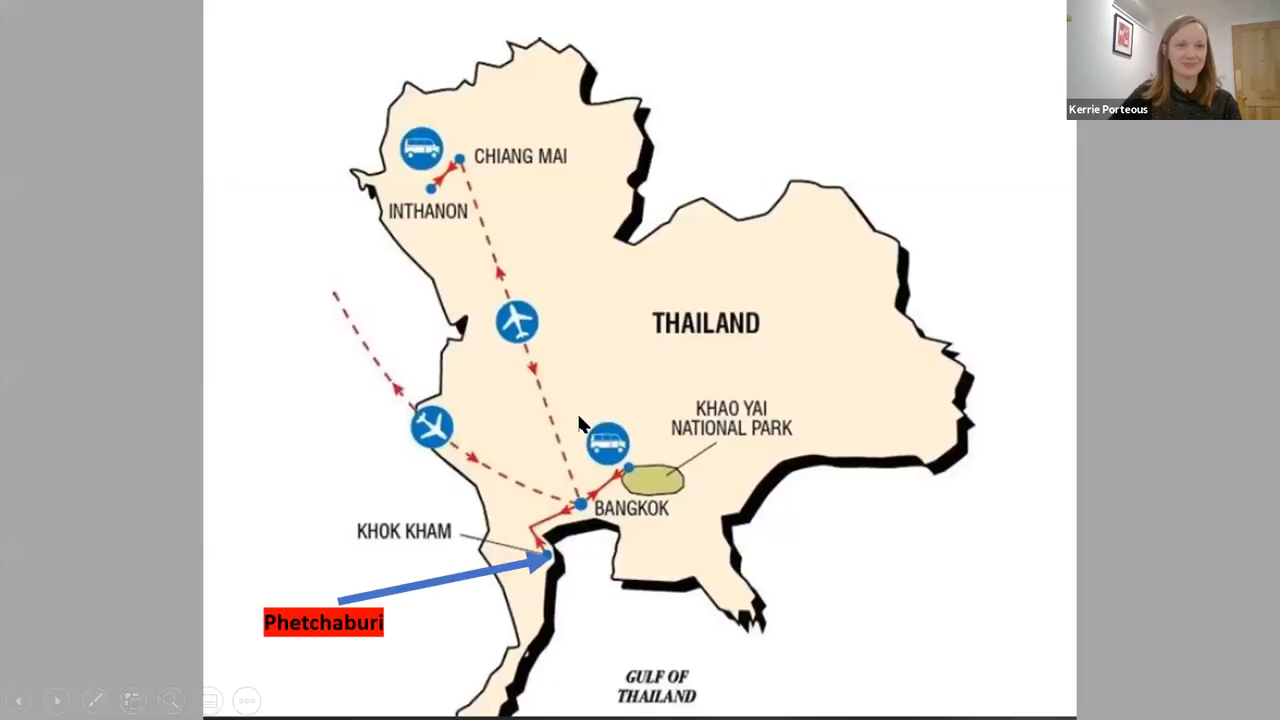 Kerrie Porteous
CHIANG MAI
INTHANON
THAILAND
KHAO YAI
NATIONAL PARK
BANGKOK
KHOK KHAM
Phetchaburi
GULF OF
THAILAND